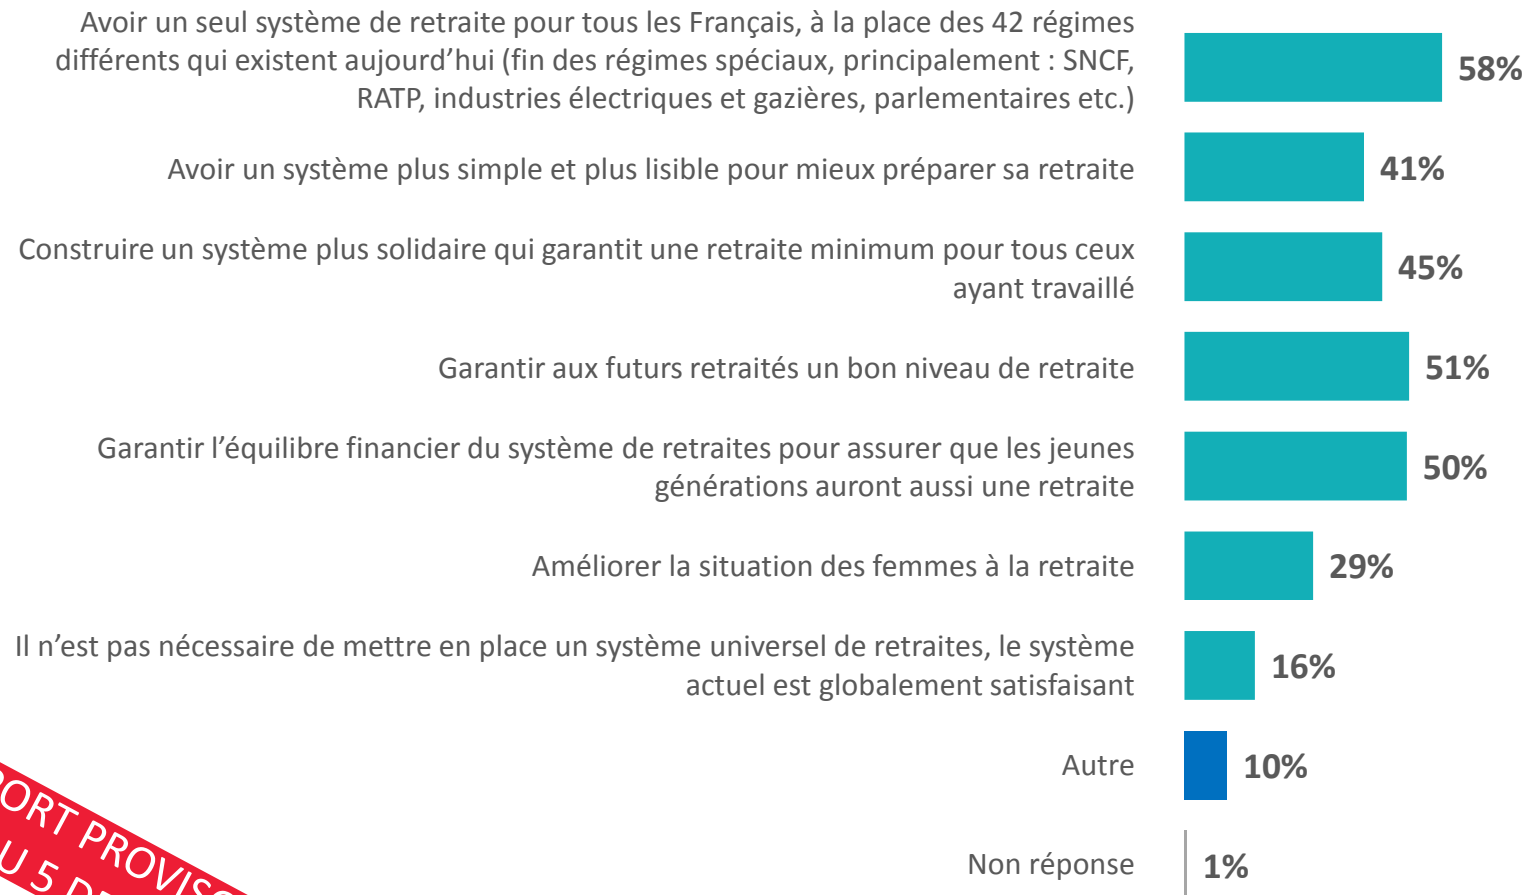 Avoir un seul système de retraite pour tous les Français, à la place des 42 régimes
différents qui existent aujourd’hui (fin des régimes spéciaux, principalement : SNCF,
RATP, industries électriques et gazières, parlementaires etc.)
58%
Avoir un système plus simple et plus lisible pour mieux préparer sa retraite
41%
Construire un système plus solidaire qui garantit une retraite minimum pour tous ceux
ayant travaillé
45%
Garantir aux futurs retraités un bon niveau de retraite
51%
Garantir l’équilibre financier du système de retraites pour assurer que les jeunes
générations auront aussi une retraite
50%
Améliorer la situation des femmes à la retraite
29%
Il n’est pas nécessaire de mettre en place un système universel de retraites, le système
actuel est globalement satisfaisant
16%
Autre
10%
Non réponse
1%